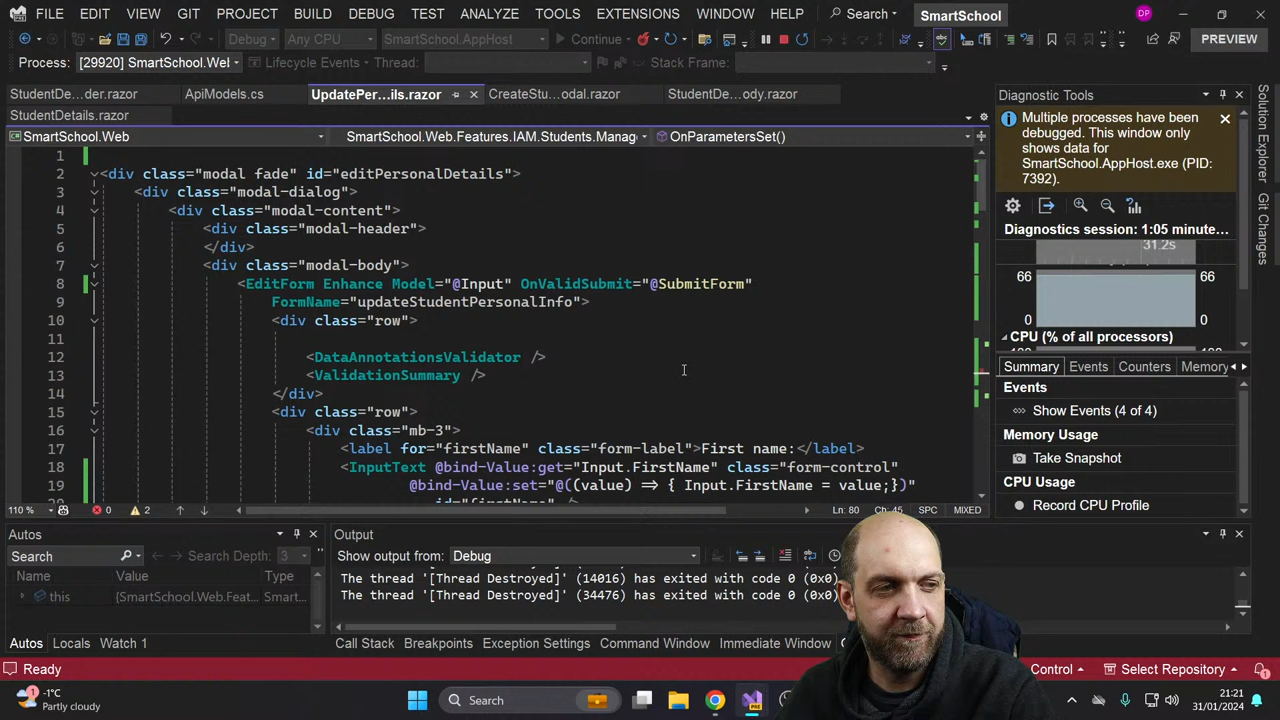 FILE EDIT VIEW GIT PROJECT BUILD DEBUG TEST ANALYZE TOOLS EXTENSIONS WINDOW HELP Search SmartSchool DP
Debug Any CPU SmartSchool.AppHost Continue PREVIEW
Process: [29920] SmartSchool.Web Lifecycle Events Thread: Stack Frame:
StudentDe...der.razor ApiModels.cs UpdatePer...ils.razor CreateStu...odal.razor StudentDe...ody.razor
StudentDetails.razor
SmartSchool.Web SmartSchool.Web.Features.IAM.Students.Manag OnParametersSet()
1
2 <div class="modal fade" id="editPersonalDetails">
3 <div class="modal-dialog">
4 <div class="modal-content">
5 <div class="modal-header">
6 </div>
7 <div class="modal-body">
8 <EditForm Enhance Model="@Input" OnValidSubmit="@SubmitForm"
9 FormName="updateStudentPersonalInfo">
10 <div class="row">
11
12 <DataAnnotationsValidator />
13 <ValidationSummary />
14 </div>
15 <div class="row">
16 <div class="mb-3">
17 <label for="firstName" class="form-label">First name:</label>
18 <InputText @bind-Value:get="Input.FirstName" class="form-control"
19 @bind-Value:set="@((value) => { Input.FirstName = value;})"
20 id="firstName" />
110 % 0 2 Ln: 80 Ch: 45 SPC MIXED
Diagnostic Tools
Multiple processes have been
debugged. This window only
shows data for
SmartSchool.AppHost.exe (PID:
7392).
Diagnostics session: 1:05 minute...
31.2s
66 66
0 0
CPU (% of all processors)
100 100
Summary Events Counters Memory
Events
Show Events (4 of 4)
Memory Usage
Take Snapshot
CPU Usage
Record CPU Profile
Solution Explorer
Git Changes
Autos
Search Search Depth: 3
Name Value Type
this {SmartSchool.Web.Feat... Smart...
Autos Locals Watch 1
Output
Show output from: Debug
The thread '[Thread Destroyed]' (14016) has exited with code 0 (0x0)
The thread '[Thread Destroyed]' (34476) has exited with code 0 (0x0)
Call Stack Breakpoints Exception Settings Command Window Immediate Window
Ready Control Select Repository
1 -1°C
Partly cloudy
Search
21:21
31/01/2024